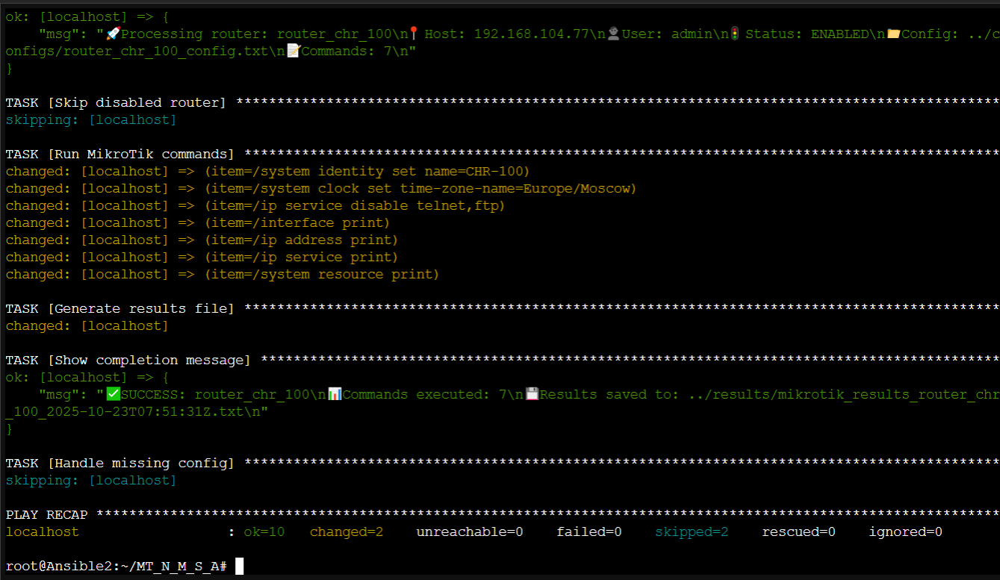 ok: [localhost] => {
    "msg": "🚀Processing router: router_chr_100\n📍Host: 192.168.104.77\n👤User: admin\n🚦Status: ENABLED\n📁Config: ../c
onfigs/router_chr_100_config.txt\n📝Commands: 7\n"
}
TASK [Skip disabled router] *********************************************************************************************
skipping: [localhost]
TASK [Run MikroTik commands] ********************************************************************************************
changed: [localhost] => (item=/system identity set name=CHR-100)
changed: [localhost] => (item=/system clock set time-zone-name=Europe/Moscow)
changed: [localhost] => (item=/ip service disable telnet,ftp)
changed: [localhost] => (item=/interface print)
changed: [localhost] => (item=/ip address print)
changed: [localhost] => (item=/ip service print)
changed: [localhost] => (item=/system resource print)
TASK [Generate results file] ********************************************************************************************
changed: [localhost]
TASK [Show completion message] ******************************************************************************************
ok: [localhost] => {
    "msg": "✅SUCCESS: router_chr_100\n📊Commands executed: 7\n💾Results saved to: ../results/mikrotik_results_router_chr
_100_2025-10-23T07:51:31Z.txt\n"
}
TASK [Handle missing config] ********************************************************************************************
skipping: [localhost]
PLAY RECAP **************************************************************************************************************
localhost                  : ok=10   changed=2    unreachable=0    failed=0    skipped=2    rescued=0    ignored=0
root@Ansible2:~/MT_N_M_S_A#